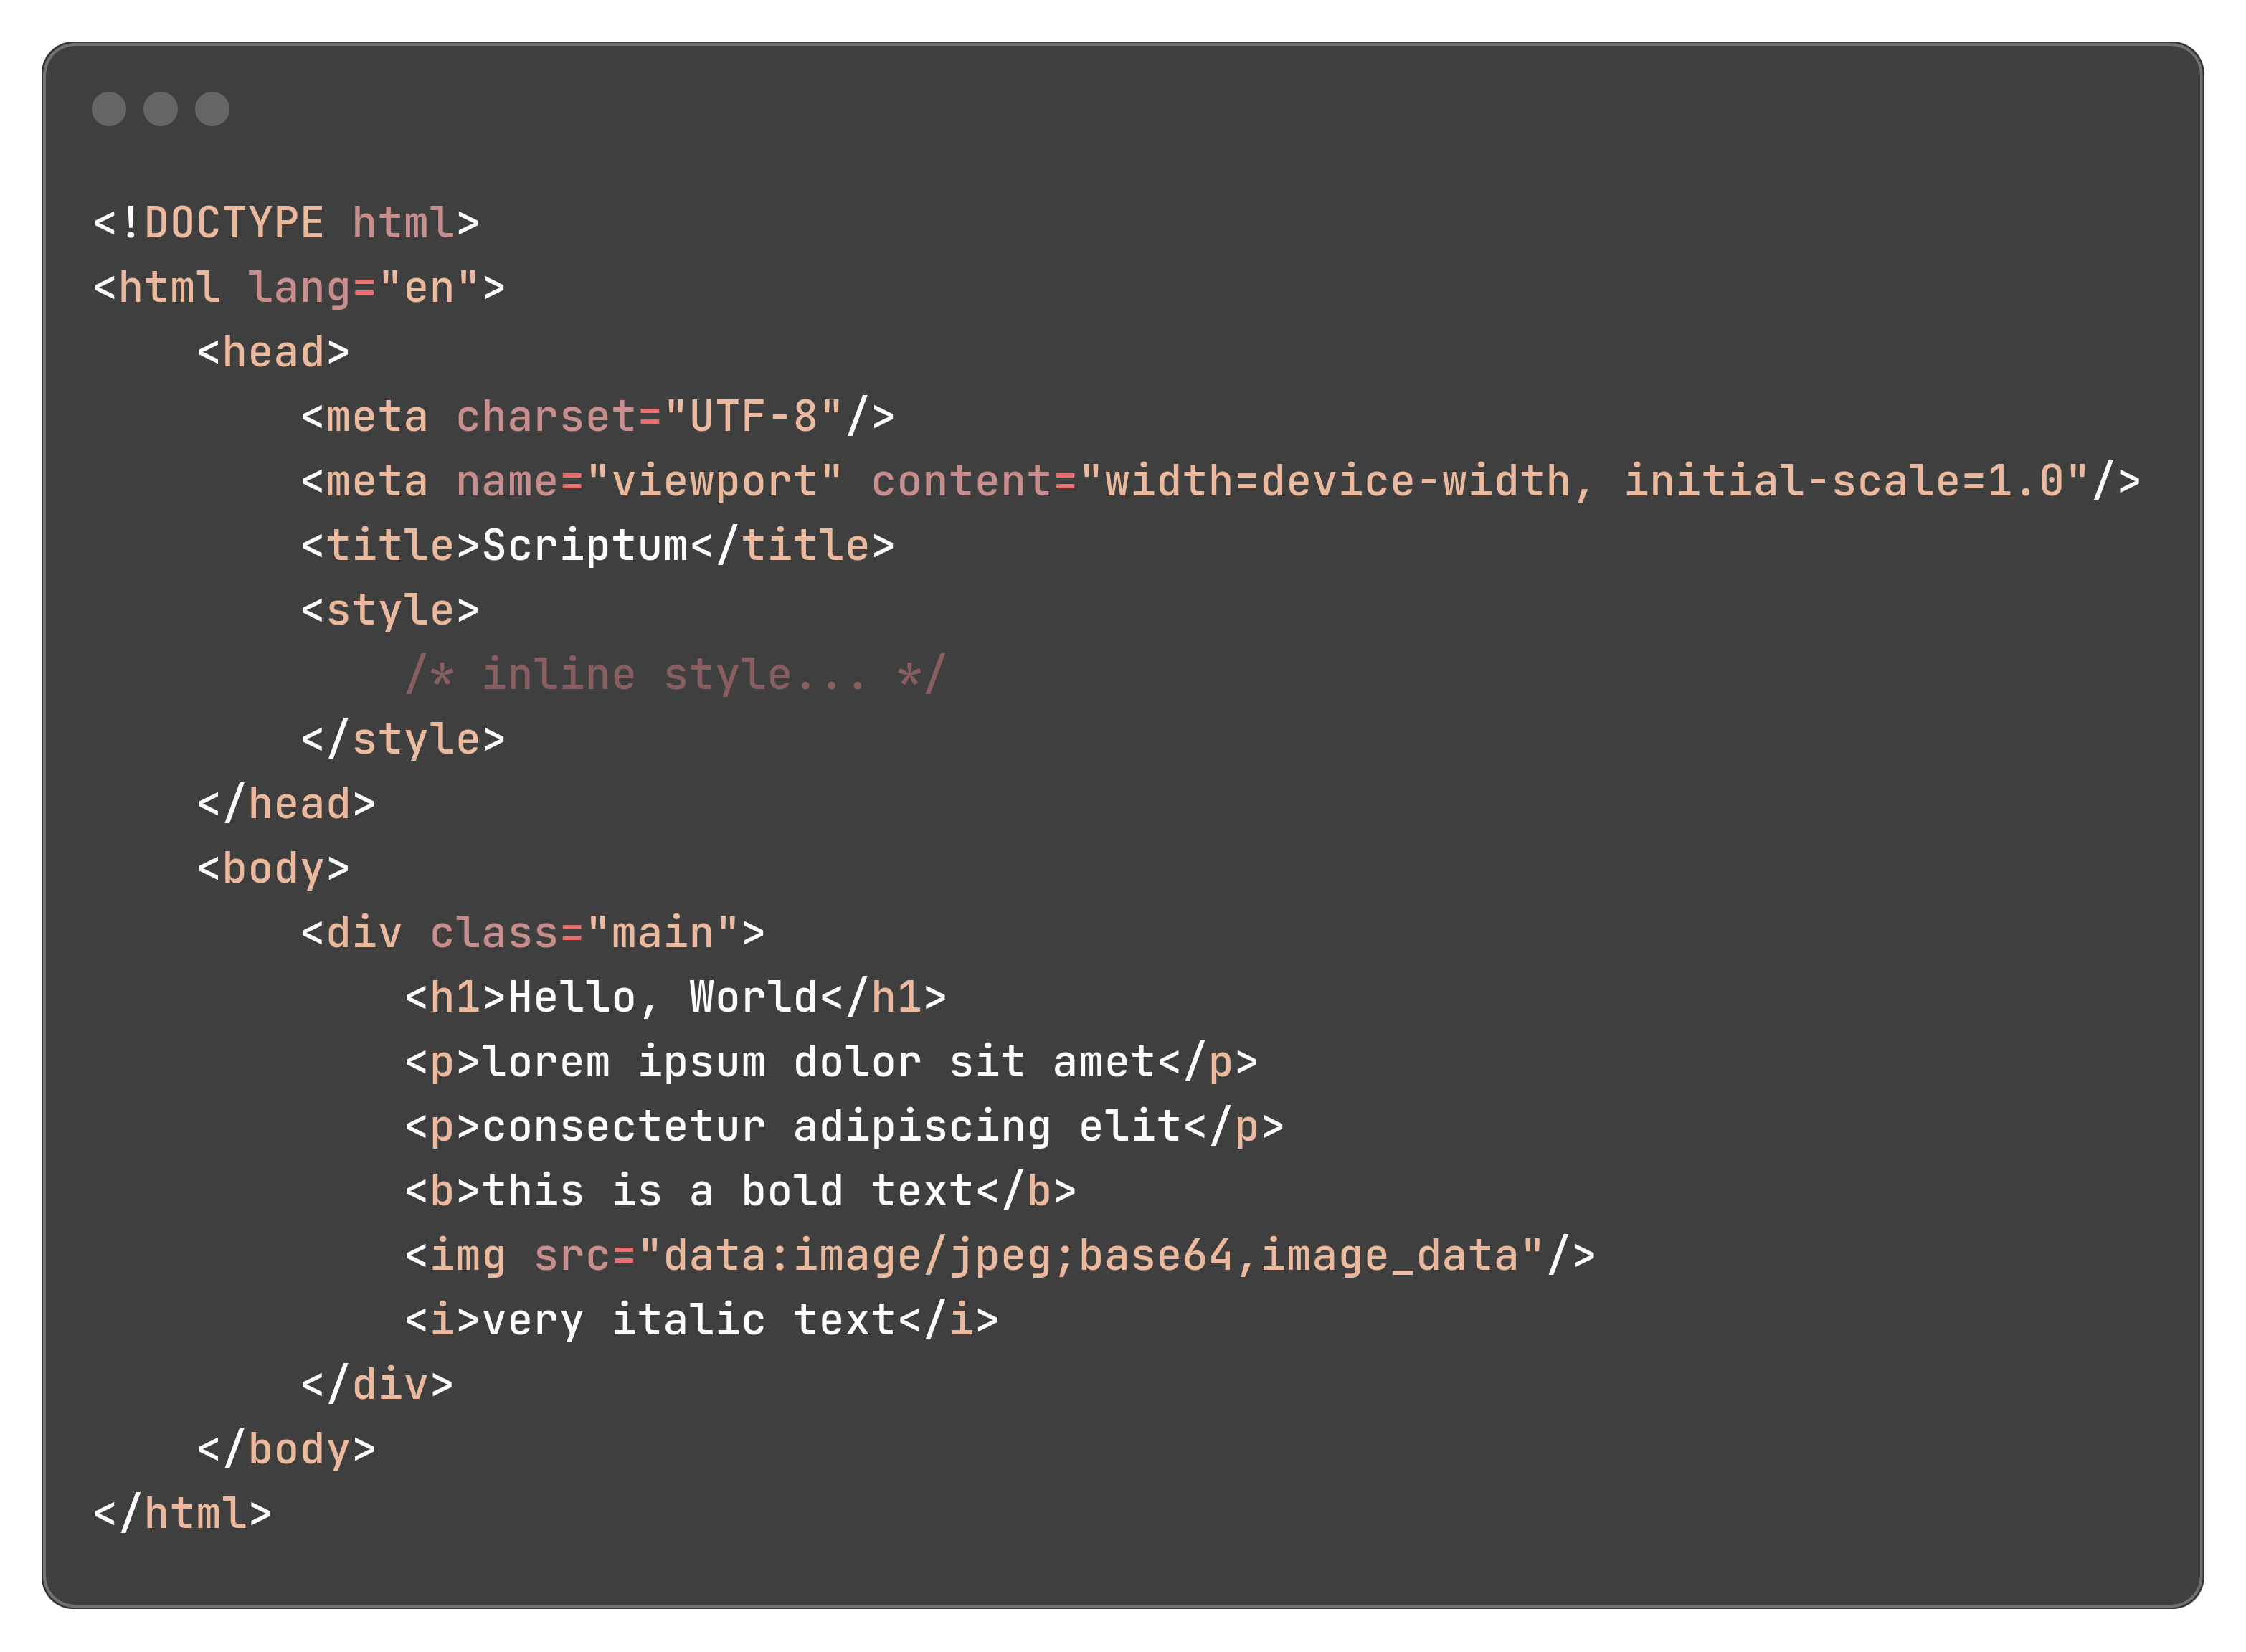 <!DOCTYPE html>
<html lang="en">
    <head>
        <meta charset="UTF-8"/>
        <meta name="viewport" content="width=device-width, initial-scale=1.0"/>
        <title>Scriptum</title>
        <style>
            /* inline style... */
        </style>
    </head>
    <body>
        <div class="main">
            <h1>Hello, World</h1>
            <p>lorem ipsum dolor sit amet</p>
            <p>consectetur adipiscing elit</p>
            <b>this is a bold text</b>
            <img src="data:image/jpeg;base64,image_data"/>
            <i>very italic text</i>
        </div>
    </body>
</html>